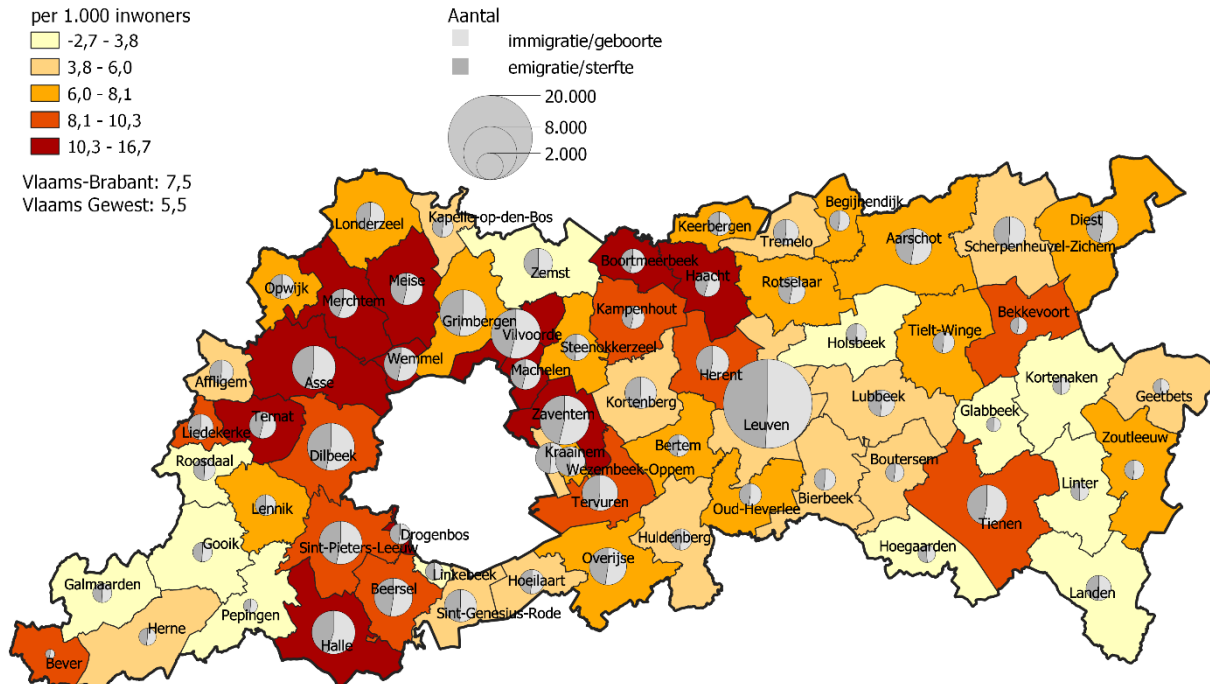 per 1.000 inwoners
-2,7 - 3,8
3,8 - 6,0
6,0 - 8,1
8,1 - 10,3
10,3 - 16,7
Vlaams-Brabant: 7,5
Vlaams Gewest: 5,5
Aantal
immigratie/geboorte
emigratie/sterfte
20.000
8.000
2.000
Londerzeel
Kapelle-op-den-Bos
Keerbergen
Begijnendijk
Tremelo
Aarschot
Scherpenheuvel-Zichem
Diest
Zemst
Boortmeerbeek
Haacht
Rotselaar
Opwijk
Merchtem
Meise
Grimbergen
Vilvoorde
Kampenhout
Steenokkerzeel
Holsbeek
Tielt-Winge
Bekkevoort
Affligem
Asse
Wemmel
Machelen
Herent
Kortenberg
Lubbeek
Kortenaken
Geetbets
Glabbeek
Zaventem
Leuven
Liedekerke
Ternat
Dilbeek
Kraainem
Wezembeek-Oppem
Bertem
Zoutleeuw
Roosdaal
Boutersem
Bierbeek
Linter
Lennik
Tervuren
Oud-Heverlee
Tienen
Drogenbos
Sint-Pieters-Leeuw
Huldenberg
Hoegaarden
Gooik
Overijse
Linkebeek
Hoeilaart
Landen
Galmaarden
Pepingen
Beersel
Sint-Genesius-Rode
Herne
Halle
Bever